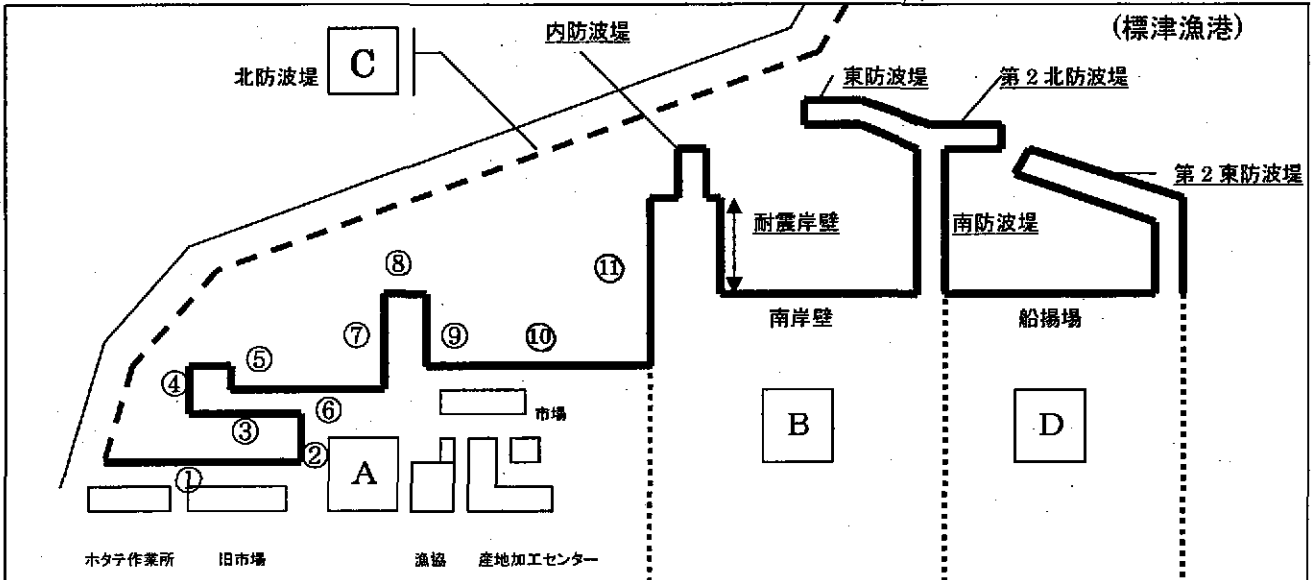 (標津漁港)
内防波堤
C
北防波堤
東防波堤
第2北防波堤
第2東防波堤
耐震岸壁
南防波堤
⑧
⑪
南岸壁
船揚場
⑦
⑨
⑩
⑤
④
⑥
市場
③
B
D
②
A
①
ホタテ作業所
旧市場
漁協
産地加工センター